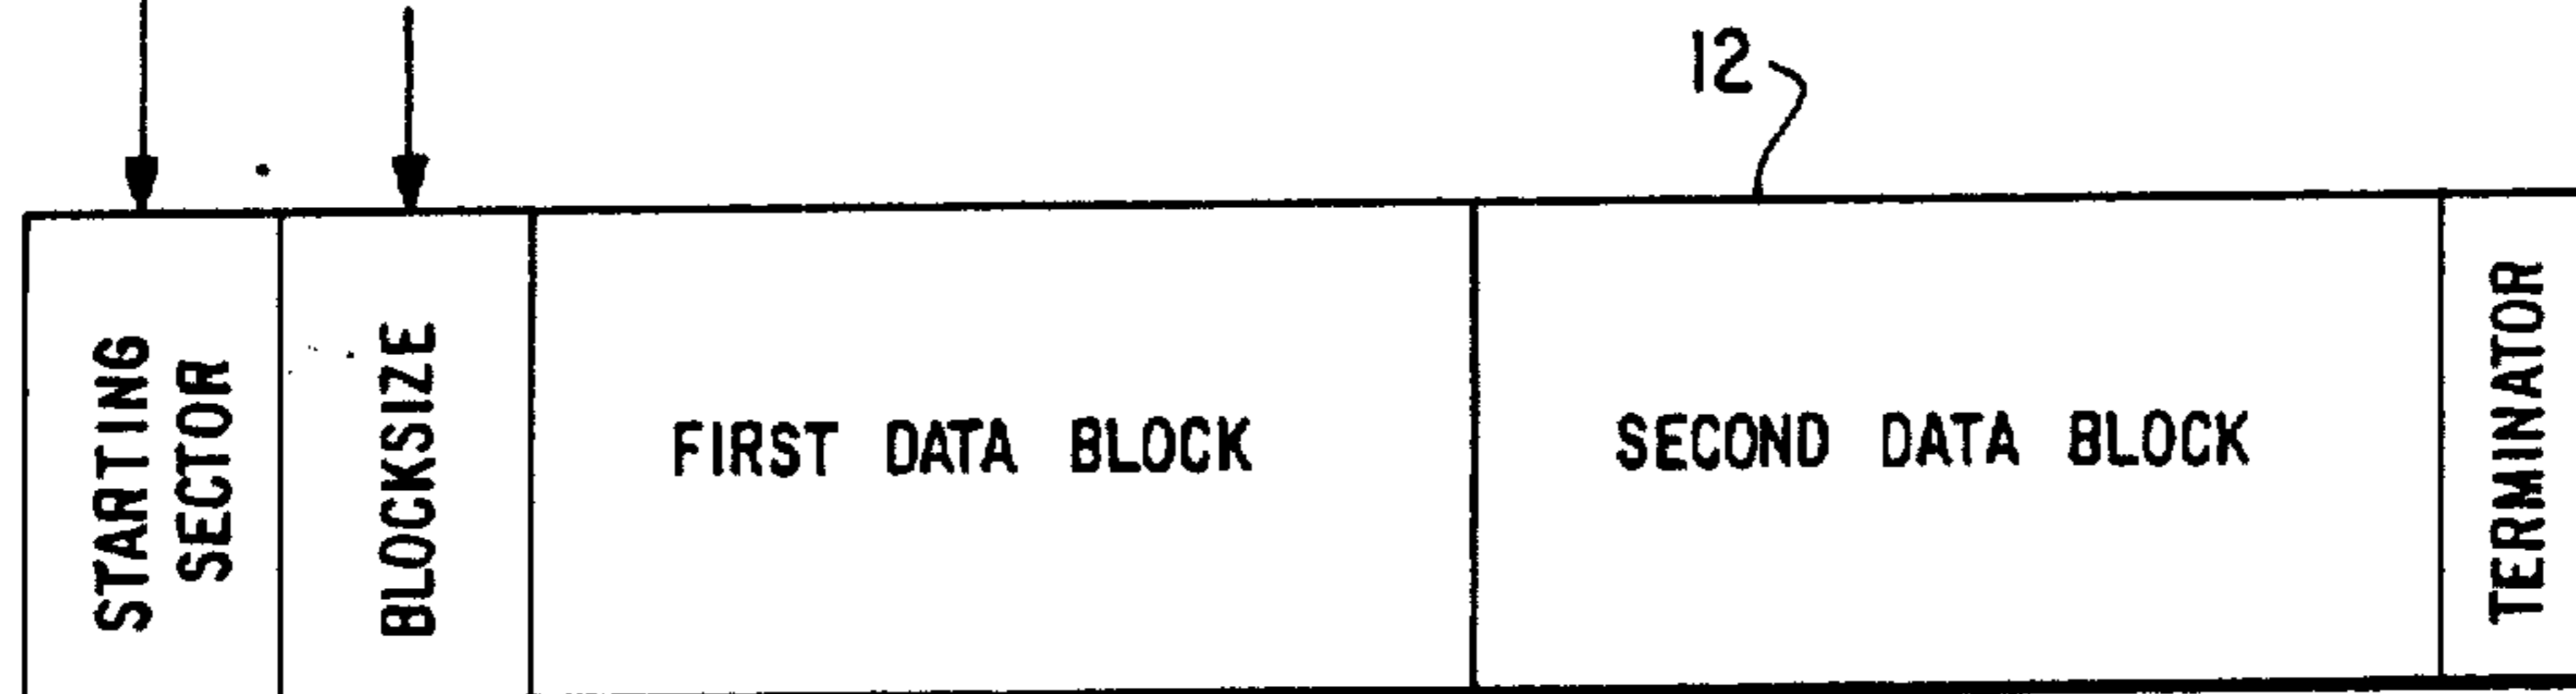 12
STARTING
SECTOR
BLOCKSIZE
FIRST DATA BLOCK
SECOND DATA BLOCK
TERMINATOR